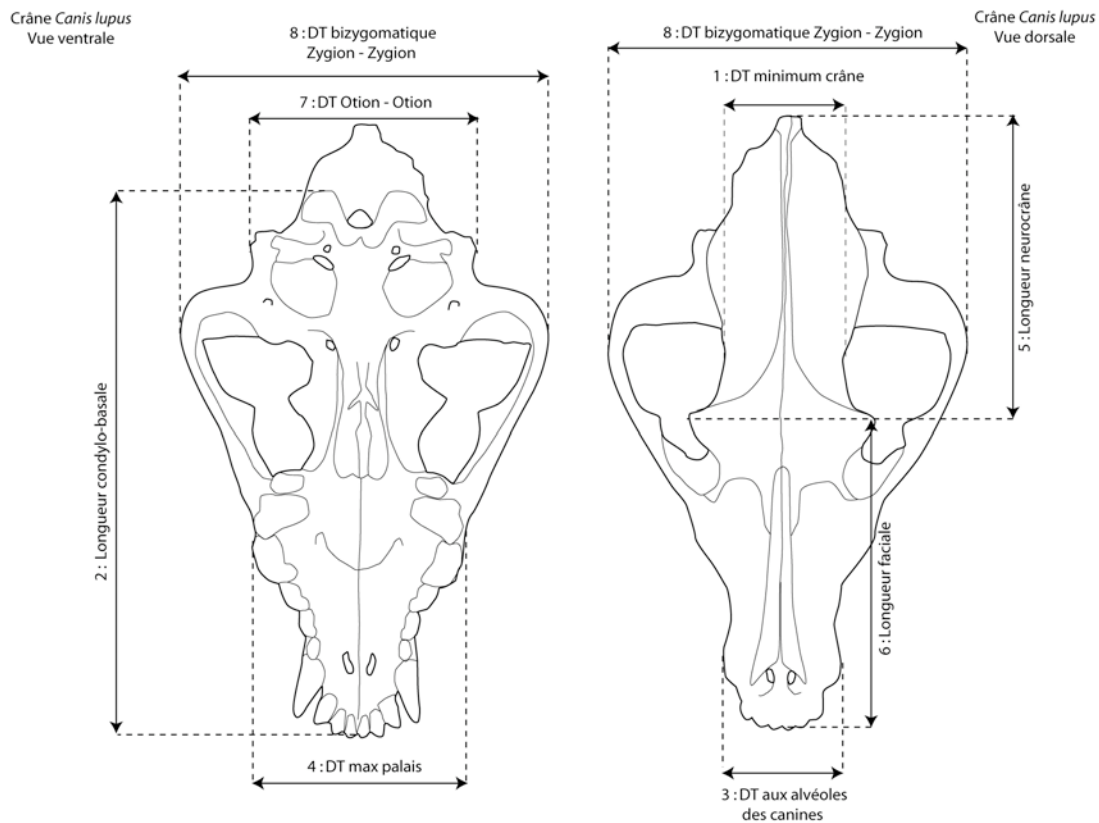 Crâne Canis lupus
Vue ventrale
8 : DT bizygomatique
Zygion - Zygion
7 : DT Otion - Otion
2 : Longueur condylo-basale
4 : DT max palais
Crâne Canis lupus
Vue dorsale
8 : DT bizygomatique Zygion - Zygion
1 : DT minimum crâne
5 : Longueur neurocrâne
6 : Longueur faciale
3 : DT aux alvéoles
des canines